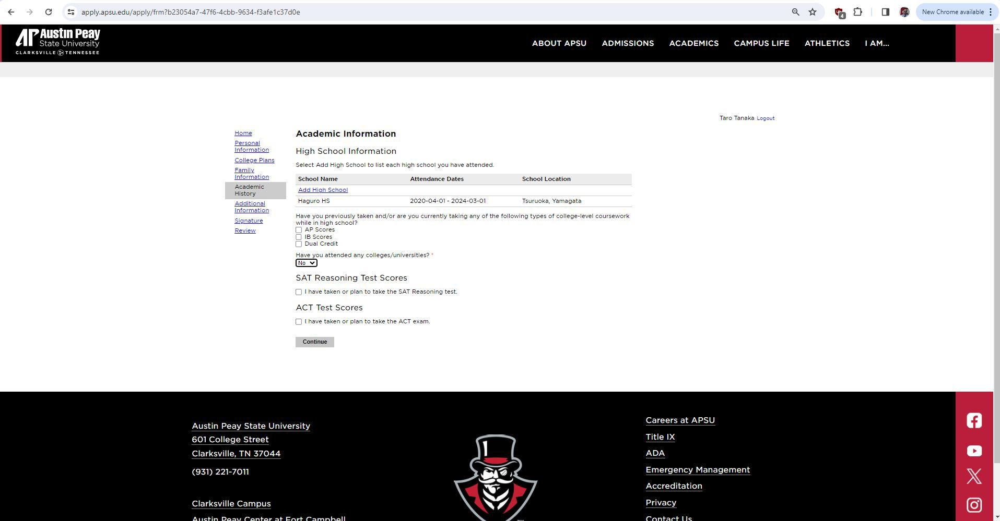 apply.apsu.edu/apply/frm?b23054a7-47f6-4cbb-9634-f3afe1c37d0e
4
New Chrome available
AP Austin Peay
State University
CLARKSVILLE TENNESSEE
ABOUT APSU ADMISSIONS ACADEMICS CAMPUS LIFE ATHLETICS I AM...
Taro Tanaka Logout
Home
Personal
Information
College Plans
Family
Information
Academic
History
Additional
Information
Signature
Review
Academic Information
High School Information
Select Add High School to list each high school you have attended.
School Name Attendance Dates School Location
Add High School
Haguro HS 2020-04-01 - 2024-03-01 Tsuruoka, Yamagata
Have you previously taken and/or are you currently taking any of the following types of college-level coursework
while in high school?
AP Scores
IB Scores
Dual Credit
Have you attended any colleges/universities? *
No
SAT Reasoning Test Scores
I have taken or plan to take the SAT Reasoning test.
ACT Test Scores
I have taken or plan to take the ACT exam.
Continue
Austin Peay State University
601 College Street
Clarksville, TN 37044
(931) 221-7011
Clarksville Campus
Austin Peay Center at Fort Campbell
TM
Careers at APSU
Title IX
ADA
Emergency Management
Accreditation
Privacy
Contact Us